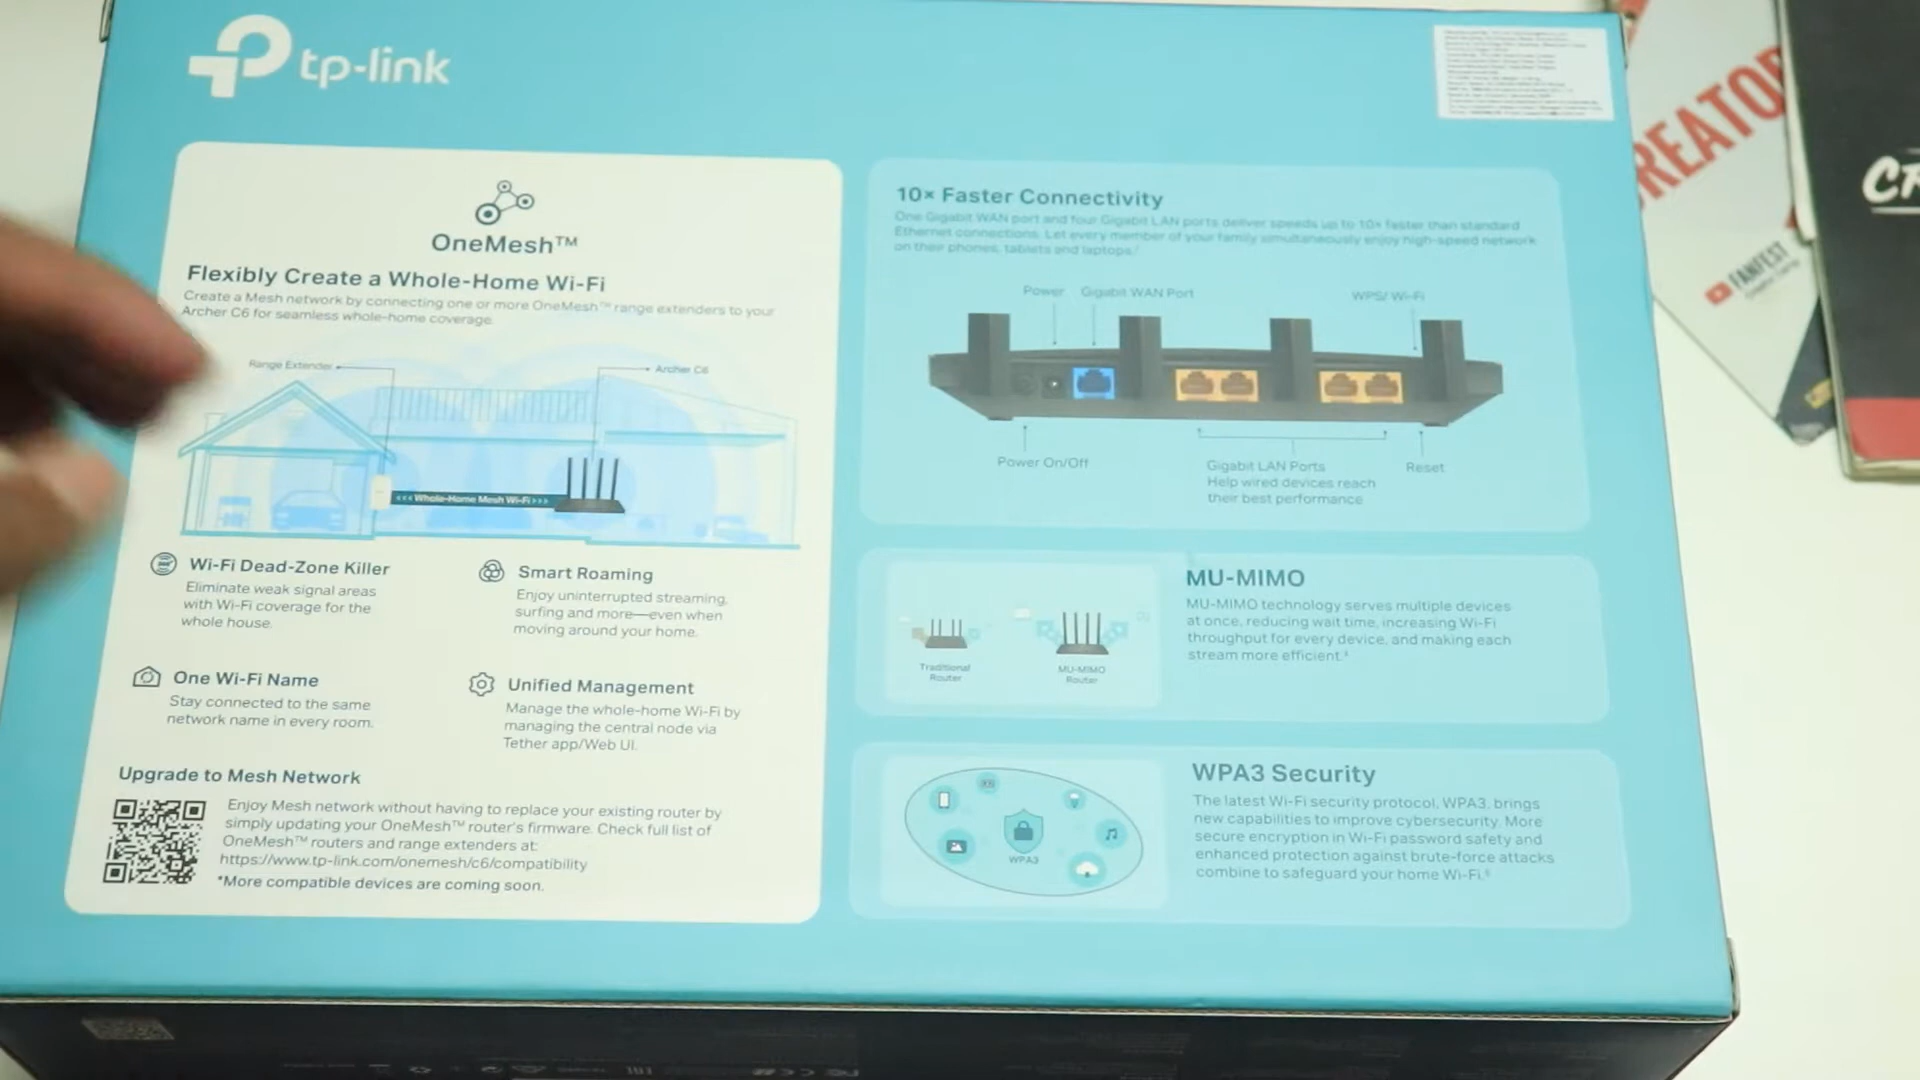 tp-link
OneMesh™
Flexibly Create a Whole-Home Wi-Fi
Create a Mesh network by connecting one or more OneMesh™ range extenders to your
Archer C6 for seamless whole-home coverage.
Range Extender
Archer C6
<<< Whole-Home Mesh Wi-Fi >>>
Wi-Fi Dead-Zone Killer
Eliminate weak signal areas
with Wi-Fi coverage for the
whole house.
Smart Roaming
Enjoy uninterrupted streaming,
surfing and more—even when
moving around your home.
One Wi-Fi Name
Stay connected to the same
network name in every room.
Unified Management
Manage the whole-home Wi-Fi by
managing the central node via
Tether app/Web UI.
Upgrade to Mesh Network
Enjoy Mesh network without having to replace your existing router by
simply updating your OneMesh™ router's firmware. Check full list of
OneMesh™ routers and range extenders at:
https://www.tp-link.com/onemesh/c6/compatibility
*More compatible devices are coming soon.
10× Faster Connectivity
One Gigabit WAN port and four Gigabit LAN ports deliver speeds up to 10× faster than standard
Ethernet connections. Let every member of your family simultaneously enjoy high-speed network
on their phones, tablets and laptops.
Power
Gigabit WAN Port
WPS/ Wi-Fi
Power On/Off
Gigabit LAN Ports
Help wired devices reach
their best performance
Reset
MU-MIMO
MU-MIMO technology serves multiple devices
at once, reducing wait time, increasing Wi-Fi
throughput for every device, and making each
stream more efficient.
Traditional
Router
MU-MIMO
Router
WPA3 Security
The latest Wi-Fi security protocol, WPA3, brings
new capabilities to improve cybersecurity. More
secure encryption in Wi-Fi password safety and
enhanced protection against brute-force attacks
combine to safeguard your home Wi-Fi.
WPA3
CREATOR
FANFEST
CR